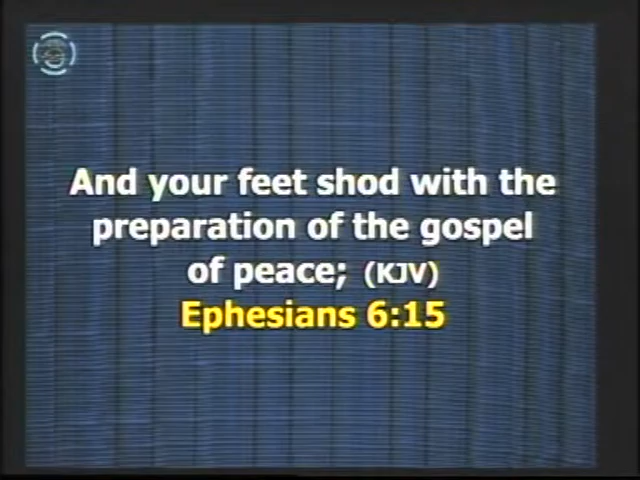 And your feet shod with the
preparation of the gospel
of peace; (KJV)
Ephesians 6:15